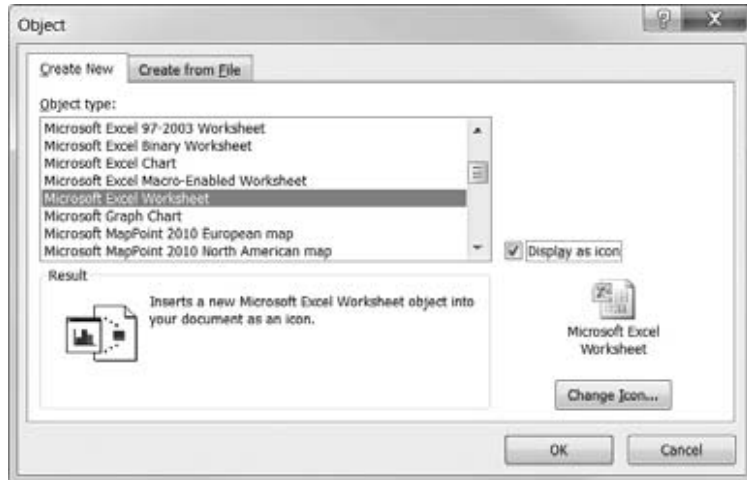 Object
Create New
Create from File
Object type:
Microsoft Excel 97-2003 Worksheet
Microsoft Excel Binary Worksheet
Microsoft Excel Chart
Microsoft Excel Macro-Enabled Worksheet
Microsoft Excel Worksheet
Microsoft Graph Chart
Microsoft MapPoint 2010 European map
Microsoft MapPoint 2010 North American map
Display as icon
Result
Inserts a new Microsoft Excel Worksheet object into
your document as an icon.
Microsoft Excel
Worksheet
Change Icon...
OK
Cancel